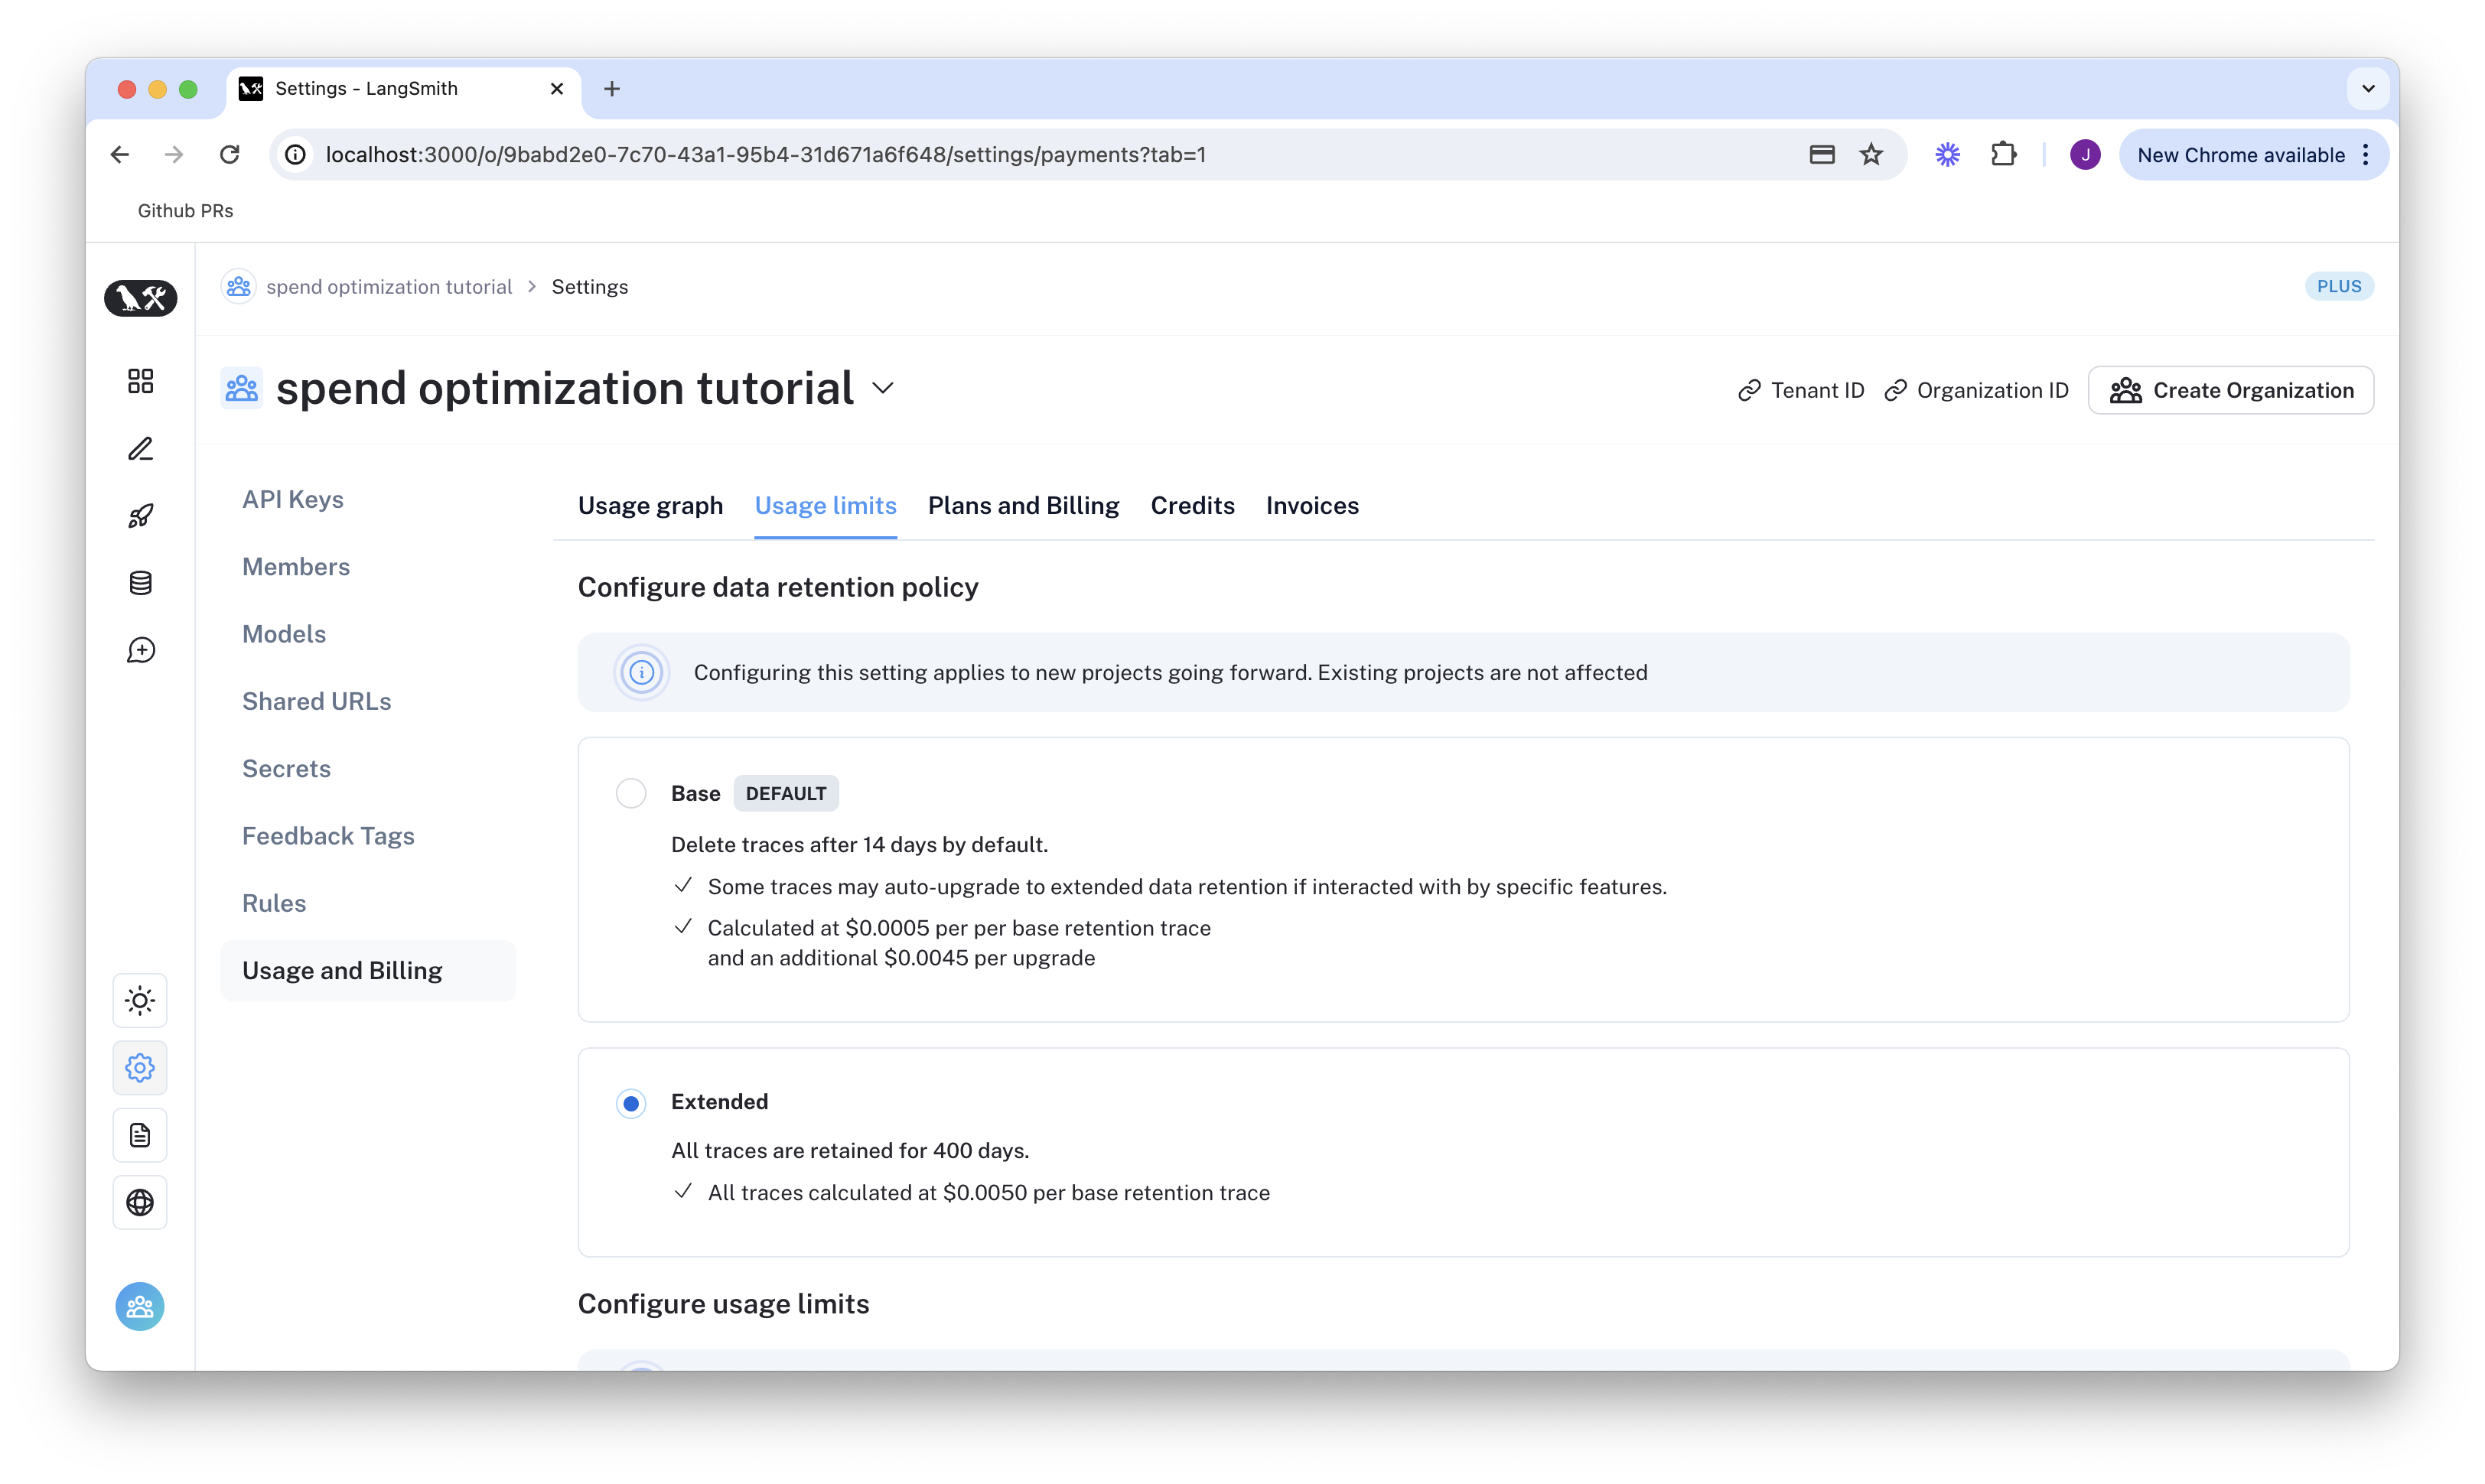 Settings - LangSmith
localhost:3000/o/9babd2e0-7c70-43a1-95b4-31d671a6f648/settings/payments?tab=1
J
New Chrome available
Github PRs
spend optimization tutorial
Settings
PLUS
spend optimization tutorial
Tenant ID
Organization ID
Create Organization
API Keys
Members
Models
Shared URLs
Secrets
Feedback Tags
Rules
Usage and Billing
Usage graph
Usage limits
Plans and Billing
Credits
Invoices
Configure data retention policy
Configuring this setting applies to new projects going forward. Existing projects are not affected
Base
DEFAULT
Delete traces after 14 days by default.
Some traces may auto-upgrade to extended data retention if interacted with by specific features.
Calculated at $0.0005 per per base retention trace
and an additional $0.0045 per upgrade
Extended
All traces are retained for 400 days.
All traces calculated at $0.0050 per base retention trace
Configure usage limits